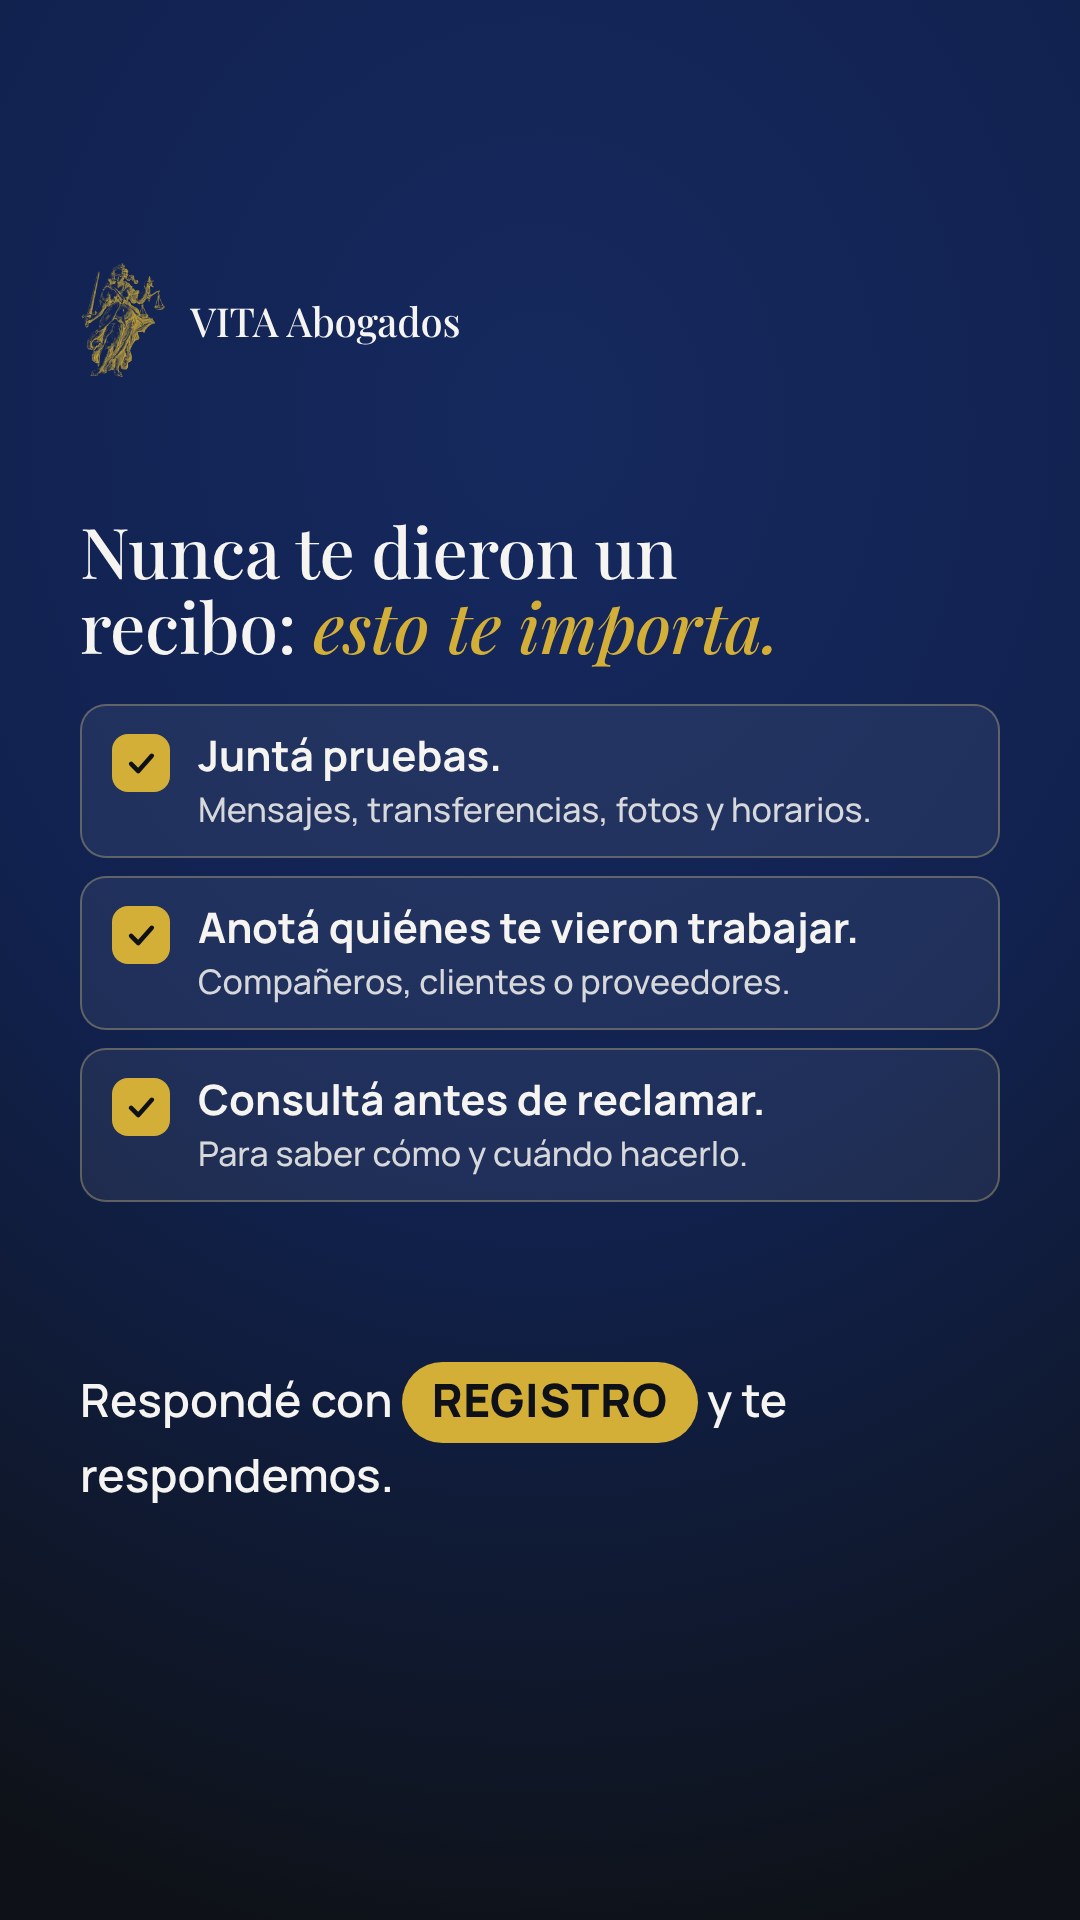 VITA Abogados
Nunca te dieron un
recibo: esto te importa.
Juntá pruebas.
Mensajes, transferencias, fotos y horarios.
Anotá quiénes te vieron trabajar.
Compañeros, clientes o proveedores.
Consultá antes de reclamar.
Para saber cómo y cuándo hacerlo.
Respondé con REGISTRO y te
respondemos.